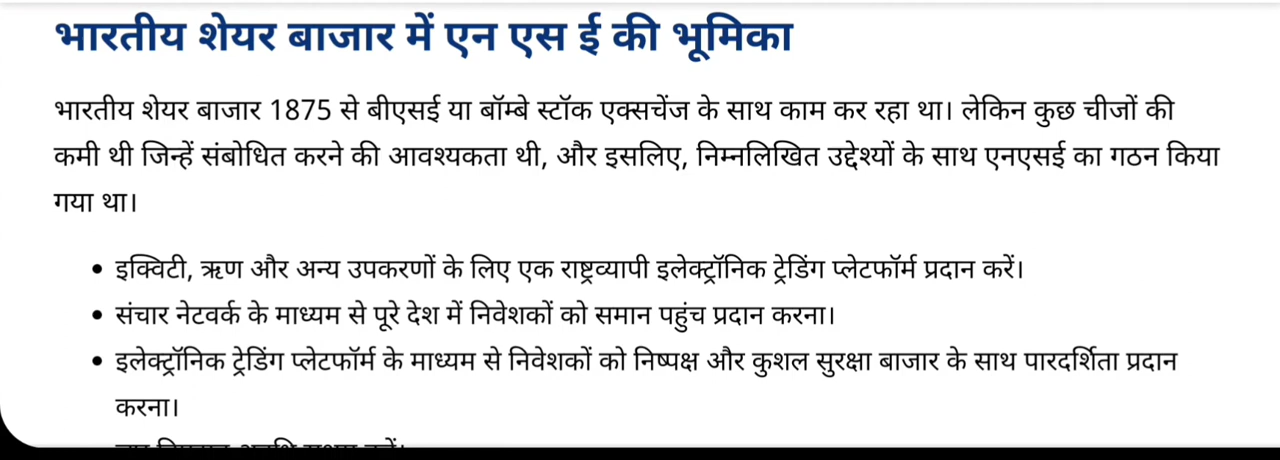 भारतीय शेयर बाजार में एन एस ई की भूमिका
भारतीय शेयर बाजार 1875 से बीएसई या बॉम्बे स्टॉक एक्सचेंज के साथ काम कर रहा था। लेकिन कुछ चीजों की
कमी थी जिन्हें संबोधित करने की आवश्यकता थी, और इसलिए, निम्नलिखित उद्देश्यों के साथ एनएसई का गठन किया
गया था।
• इक्विटी, ऋण और अन्य उपकरणों के लिए एक राष्ट्रव्यापी इलेक्ट्रॉनिक ट्रेडिंग प्लेटफॉर्म प्रदान करें।
• संचार नेटवर्क के माध्यम से पूरे देश में निवेशकों को समान पहुंच प्रदान करना।
• इलेक्ट्रॉनिक ट्रेडिंग प्लेटफॉर्म के माध्यम से निवेशकों को निष्पक्ष और कुशल सुरक्षा बाजार के साथ पारदर्शिता प्रदान
करना।